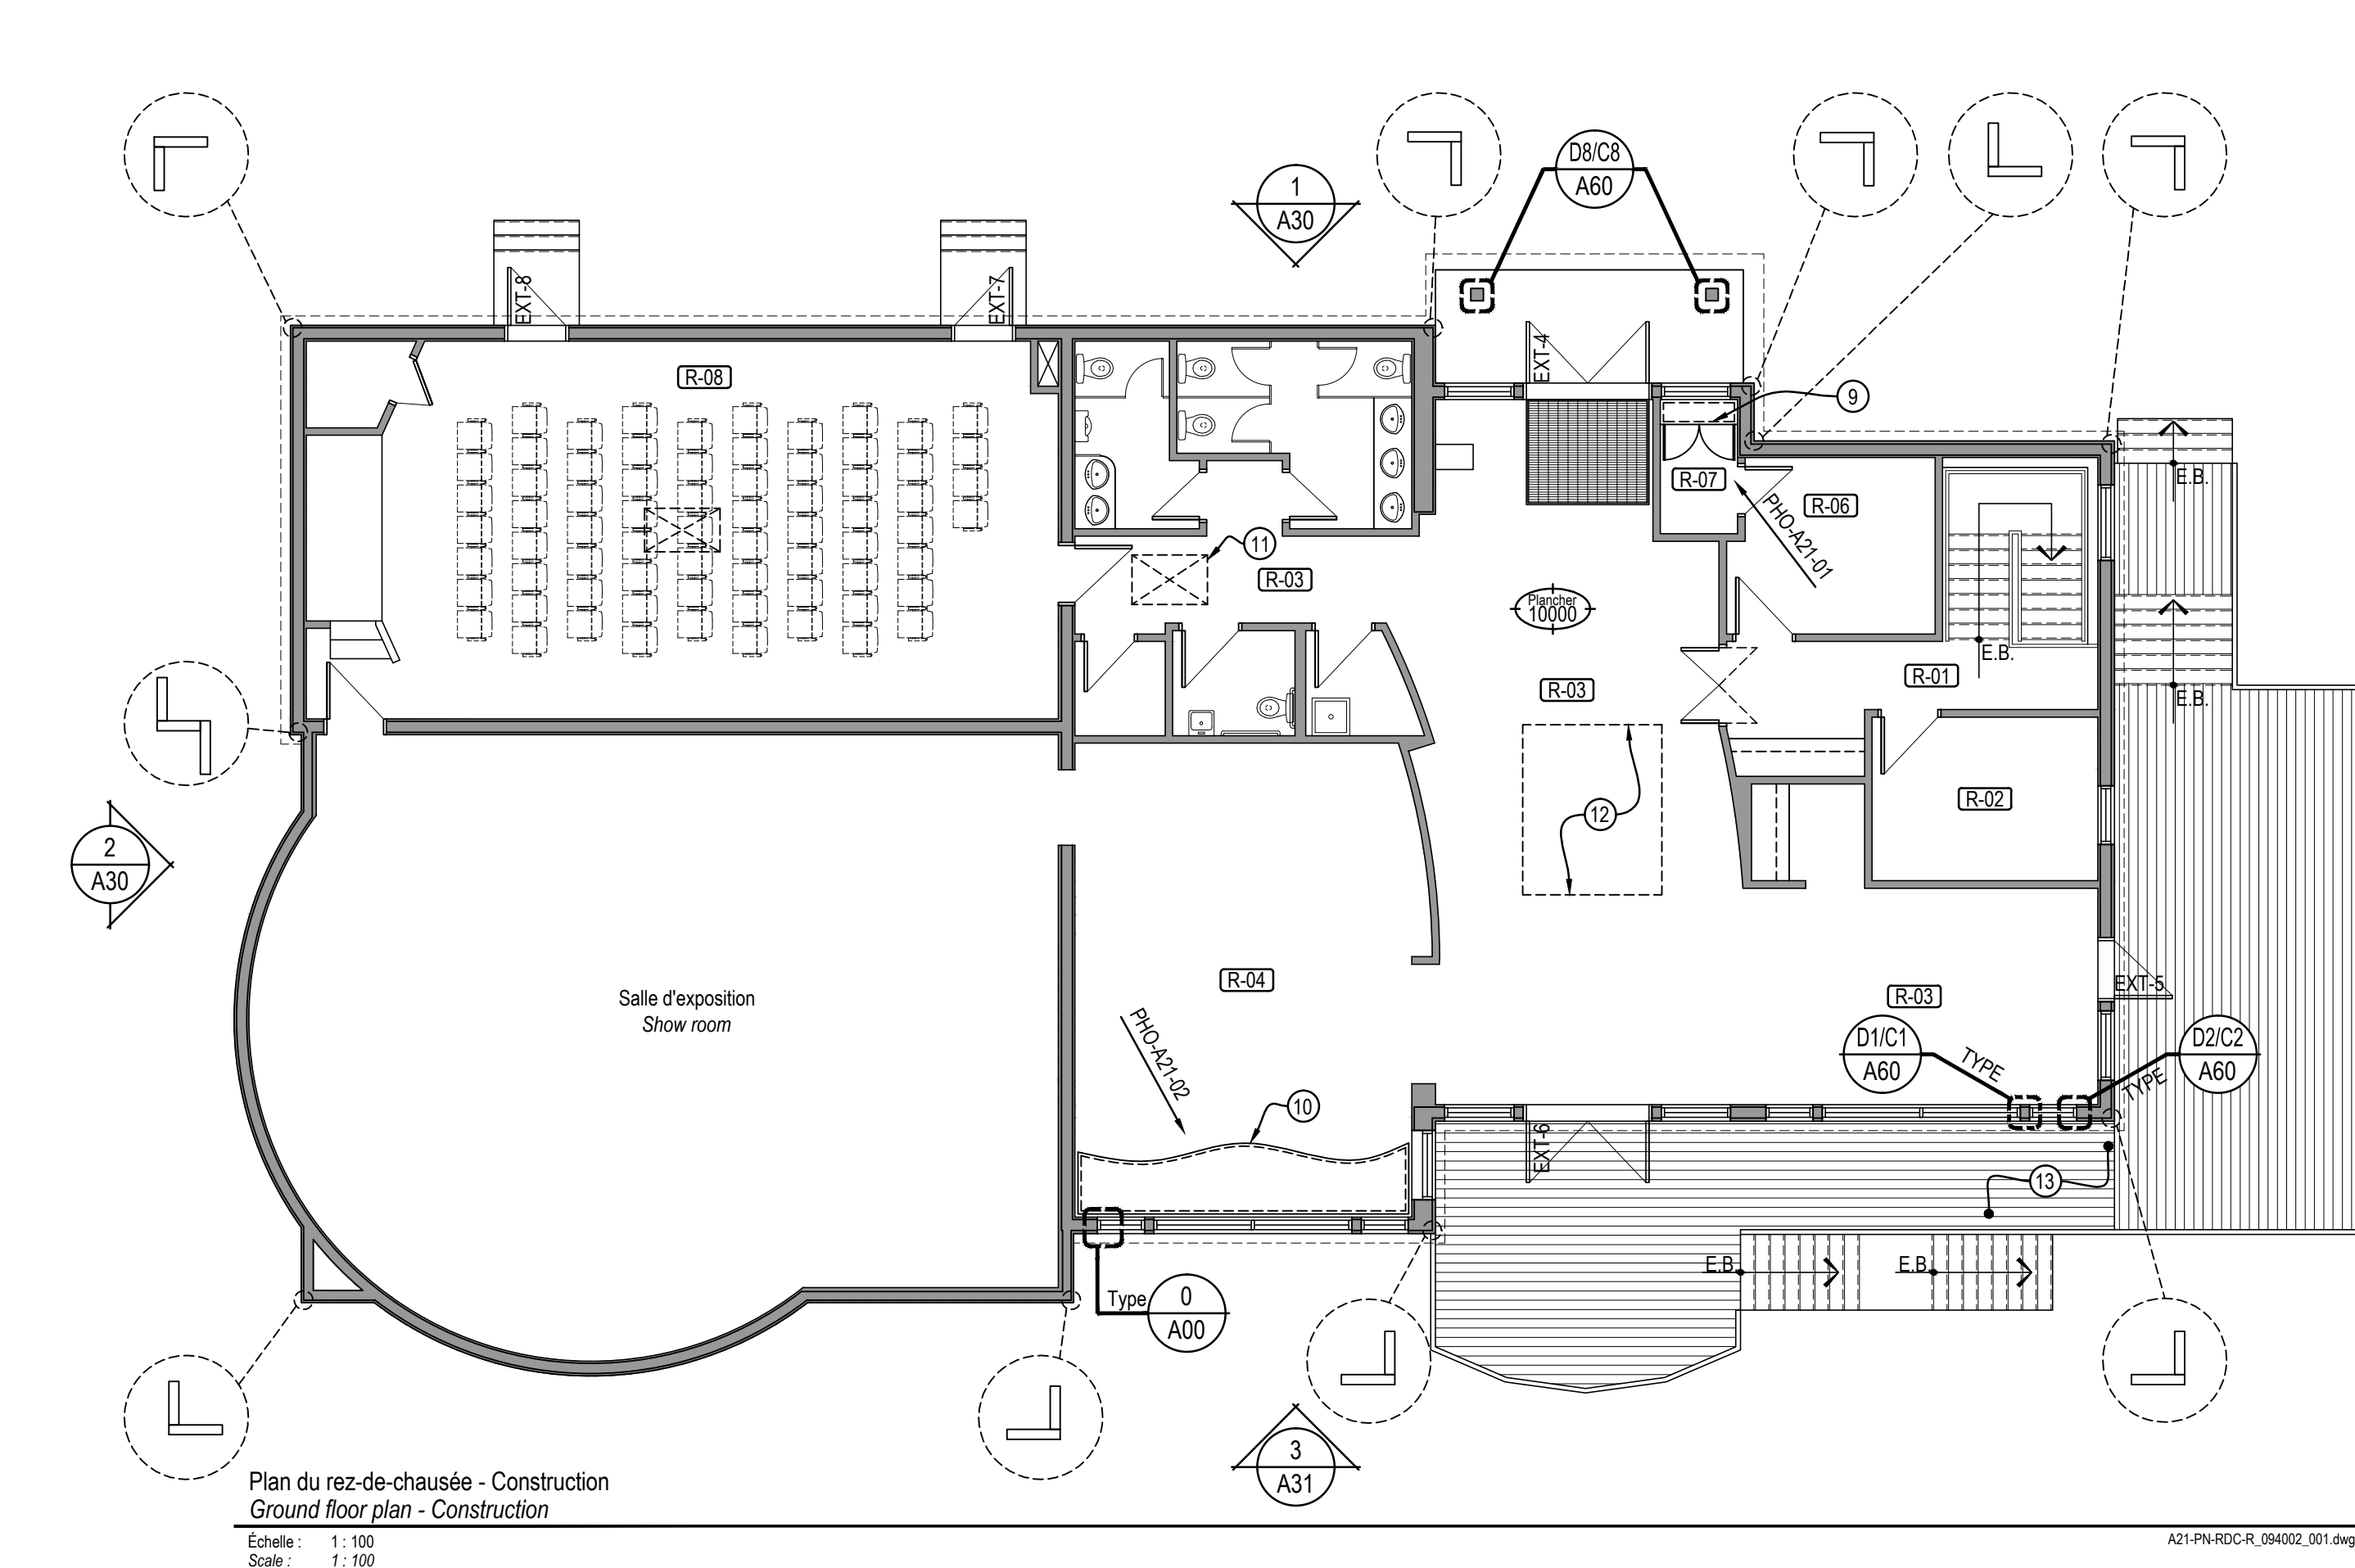 D8/C8
A60
1
A30
EXT-8
EXT-7
EXT-4
R-08
9
R-07
R-06
PHO-A21-01
E.B.
11
R-03
Plancher
10000
E.B.
R-01
R-03
E.B.
R-02
12
2
A30
R-04
R-03
EXT-5
Salle d'exposition
Show room
PHO-A21-02
D1/C1
A60
TYPE
D2/C2
A60
TYPE
10
EXT-6
13
E.B.
E.B.
Type
0
A00
3
A31
Plan du rez-de-chausée - Construction
Ground floor plan - Construction
Échelle : 1 : 100
Scale : 1 : 100
A21-PN-RDC-R_094002_001.dwg